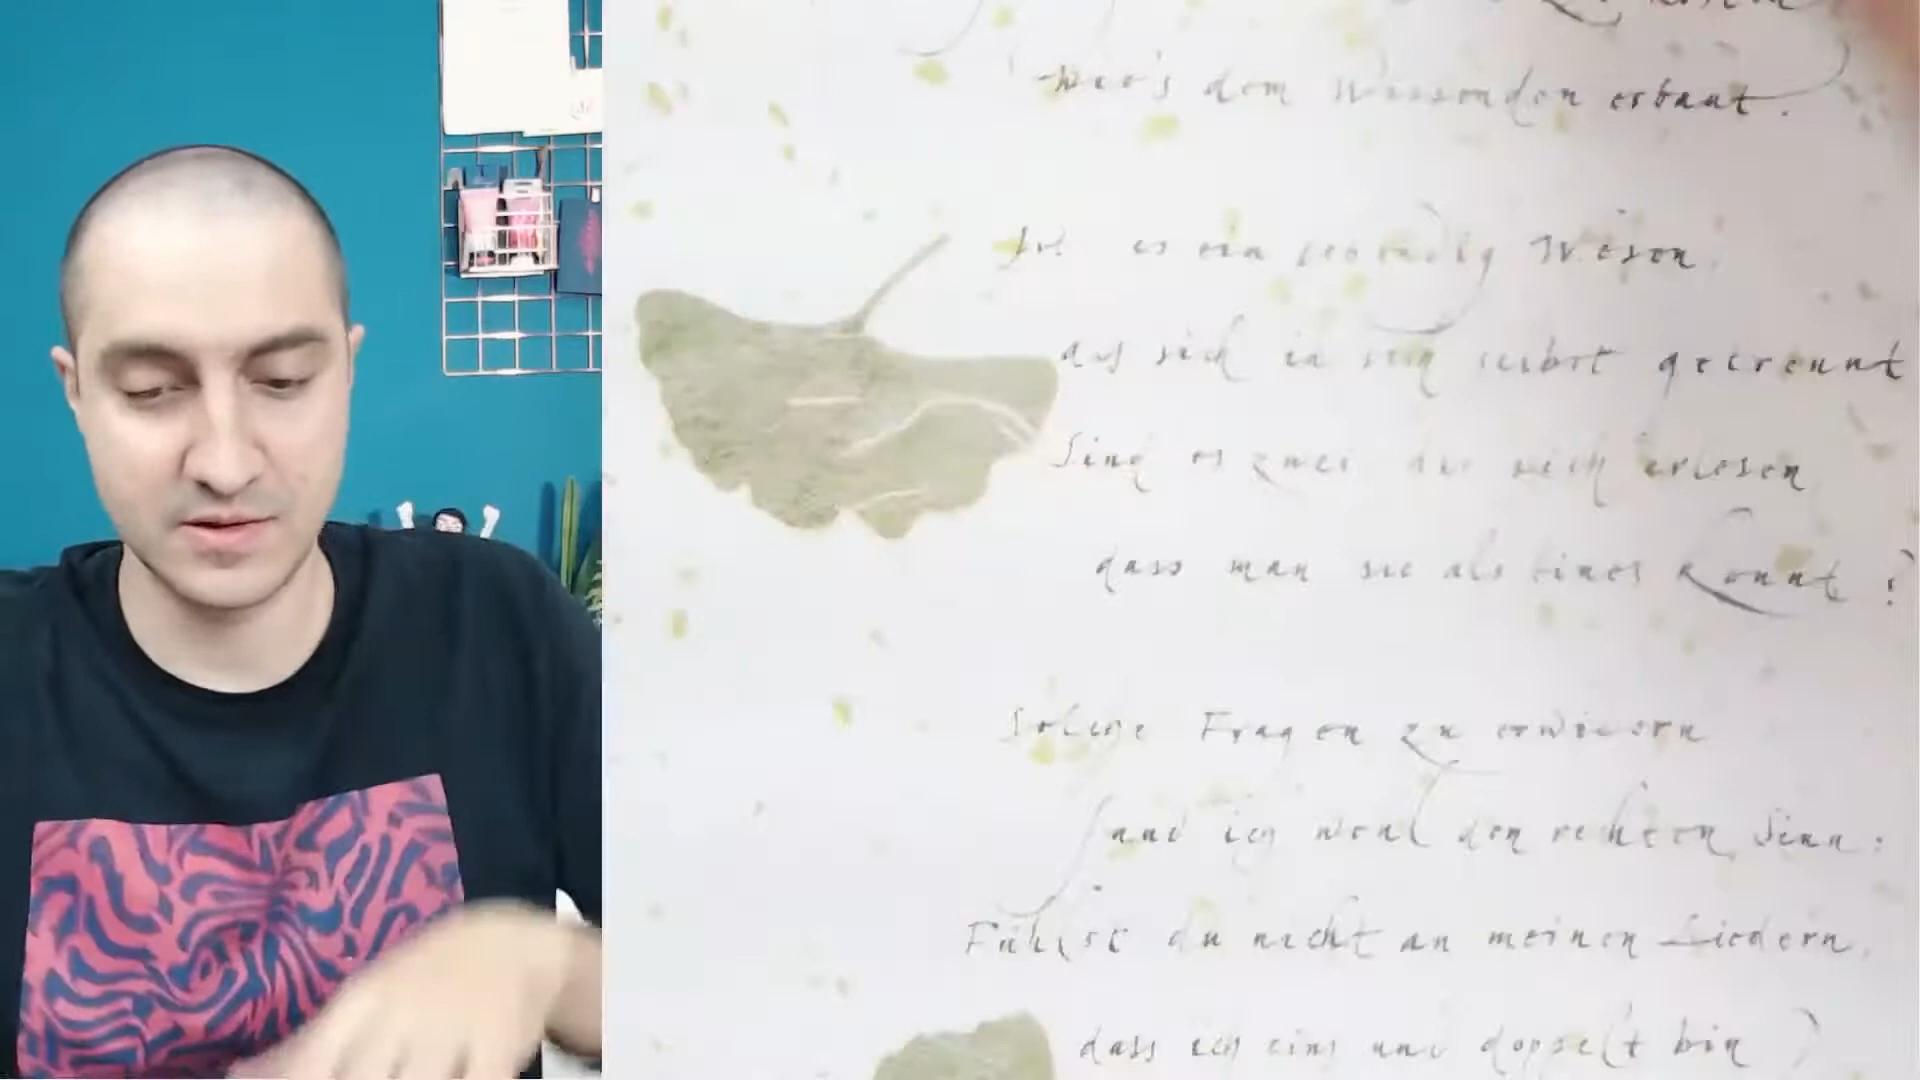 wie's dem Wissenden erbaut.
Ist es ein lebendig Wesen,
das sich in sich selbst getrennt
Sind es zwei die sich erlesen
dass man sie als Eines kennt?
Solche Fragen zu erwidern
fand ich wohl den rechten Sinn:
Fühlst du nicht an meinen Liedern,
dass ich eins und doppelt bin ?